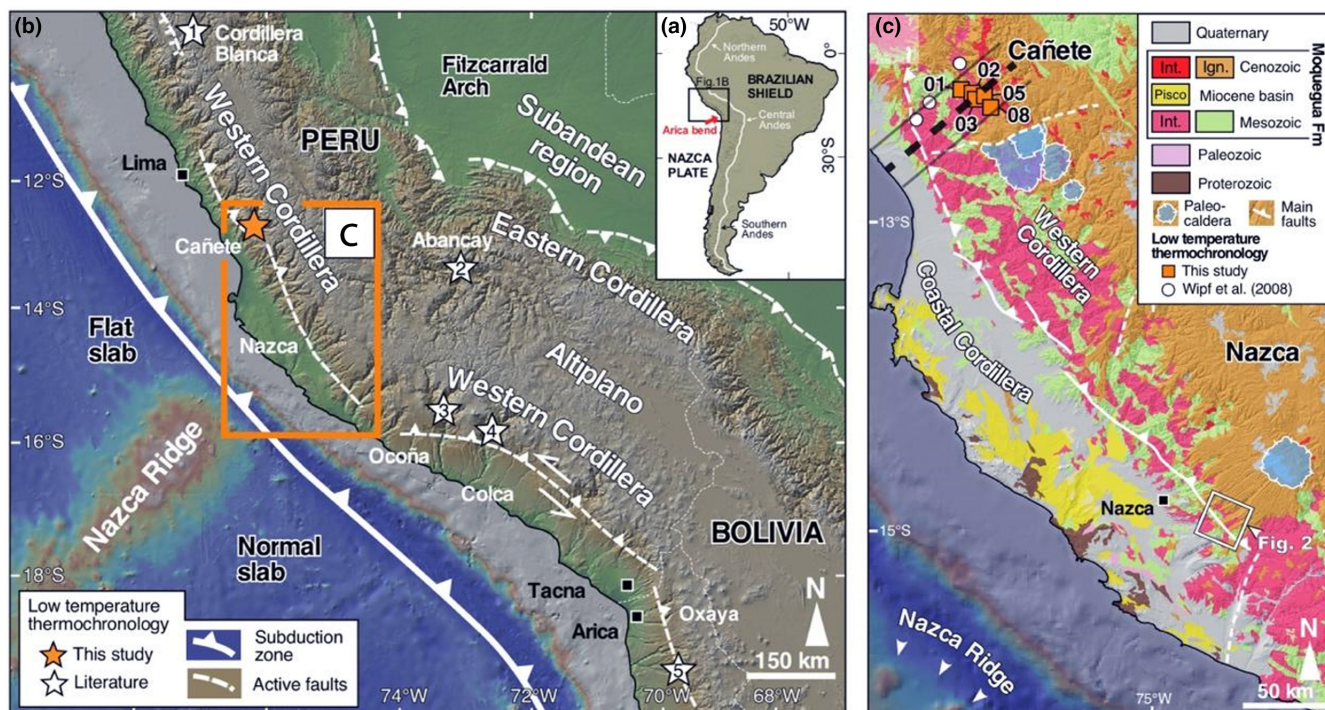 (b)
1
Cordillera
Blanca
Fitzcarrald
Arch
PERU
Western Cordillera
Subandean
region
Lima
12°S
C
Cañete
Abancay
2
Eastern Cordillera
14°S
Flat
slab
Nazca
Altiplano
Western Cordillera
3
4
16°S
Ocoña
Nazca Ridge
Colca
BOLIVIA
Normal
slab
18°S
Tacna
Arica
Oxaya
N
150 km
5
74°W
72°W
70°W
68°W
Low temperature
thermochronology
This study
Literature
Subduction
zone
Active faults
(a)
50°W
0°
Northern
Andes
Fig.1B
BRAZILIAN
SHIELD
Arica bend
Central
Andes
NAZCA
PLATE
30°S
Southern
Andes
(c)
Cañete
01
02
05
03
08
13°S
Western
Cordillera
Coastal Cordillera
Nazca
Nazca
15°S
Fig. 2
Nazca Ridge
75°W
N
50 km
Quaternary
Int.
Ign.
Cenozoic
Pisco
Miocene basin
Int.
Mesozoic
Moquegua Fm
Paleozoic
Proterozoic
Paleo-
caldera
Main
faults
Low temperature
thermochronology
This study
Wipf et al. (2008)